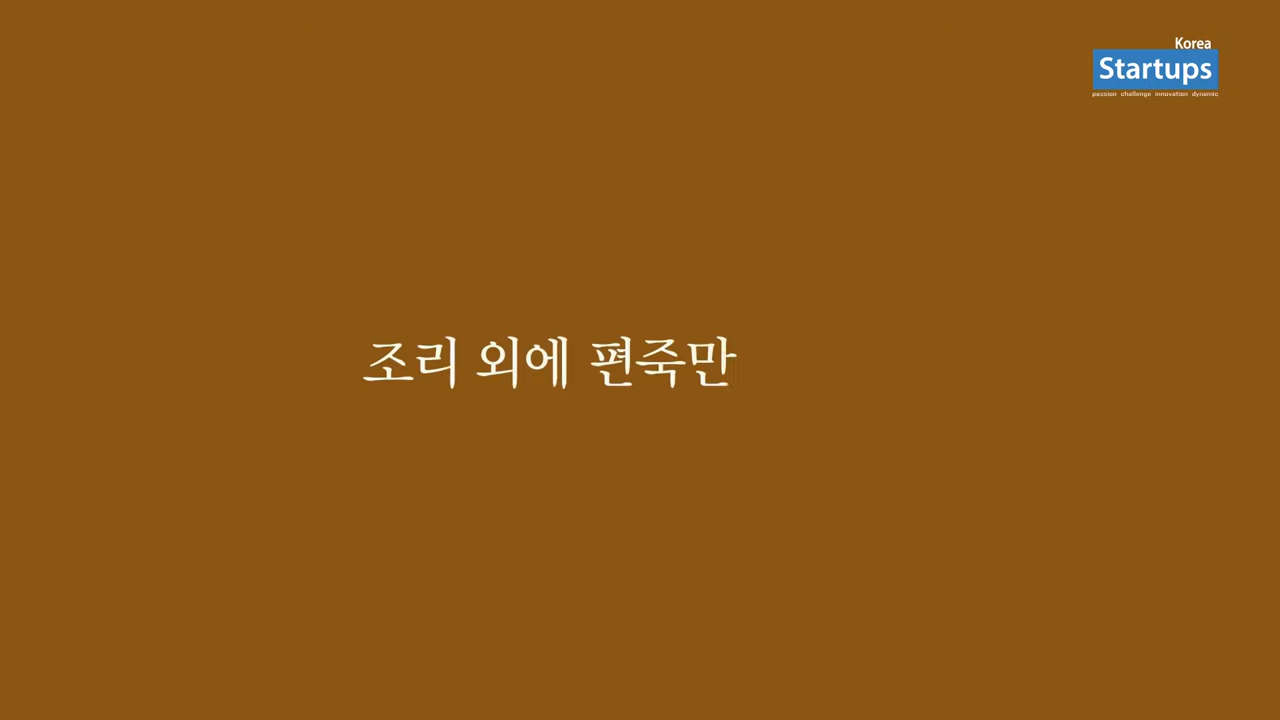 Korea
Startups
passion challenge innovation dynamic
조리 외에 편죽만